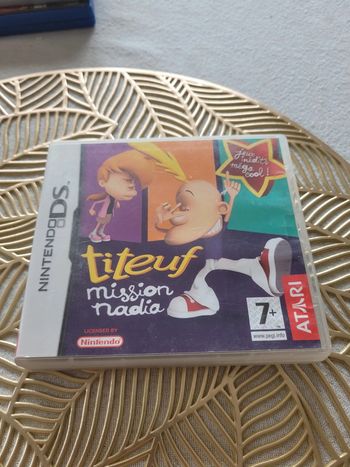 NINTENDO DS
jeux
inédits
méga
cool !
titeuf
mission
nadia
LICENSED BY
Nintendo
7+
www.pegi.info
ATARI